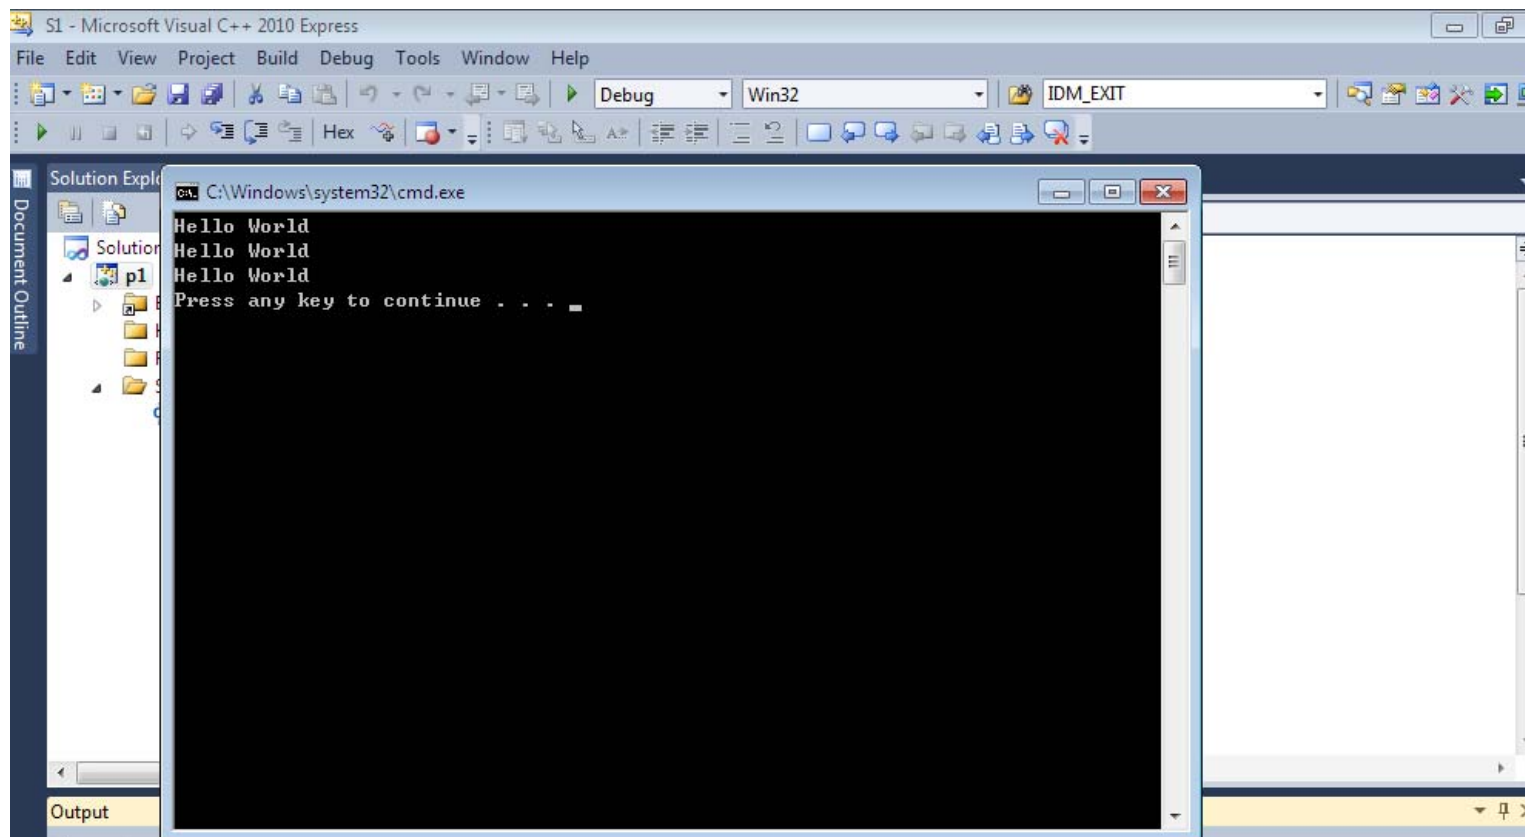 S1 - Microsoft Visual C++ 2010 Express
File Edit View Project Build Debug Tools Window Help
Debug Win32 IDM_EXIT
Hex
Document Outline
Solution Explo
C:\Windows\system32\cmd.exe
Solution
p1
Hello World
Hello World
Hello World
Press any key to continue . . .
Output